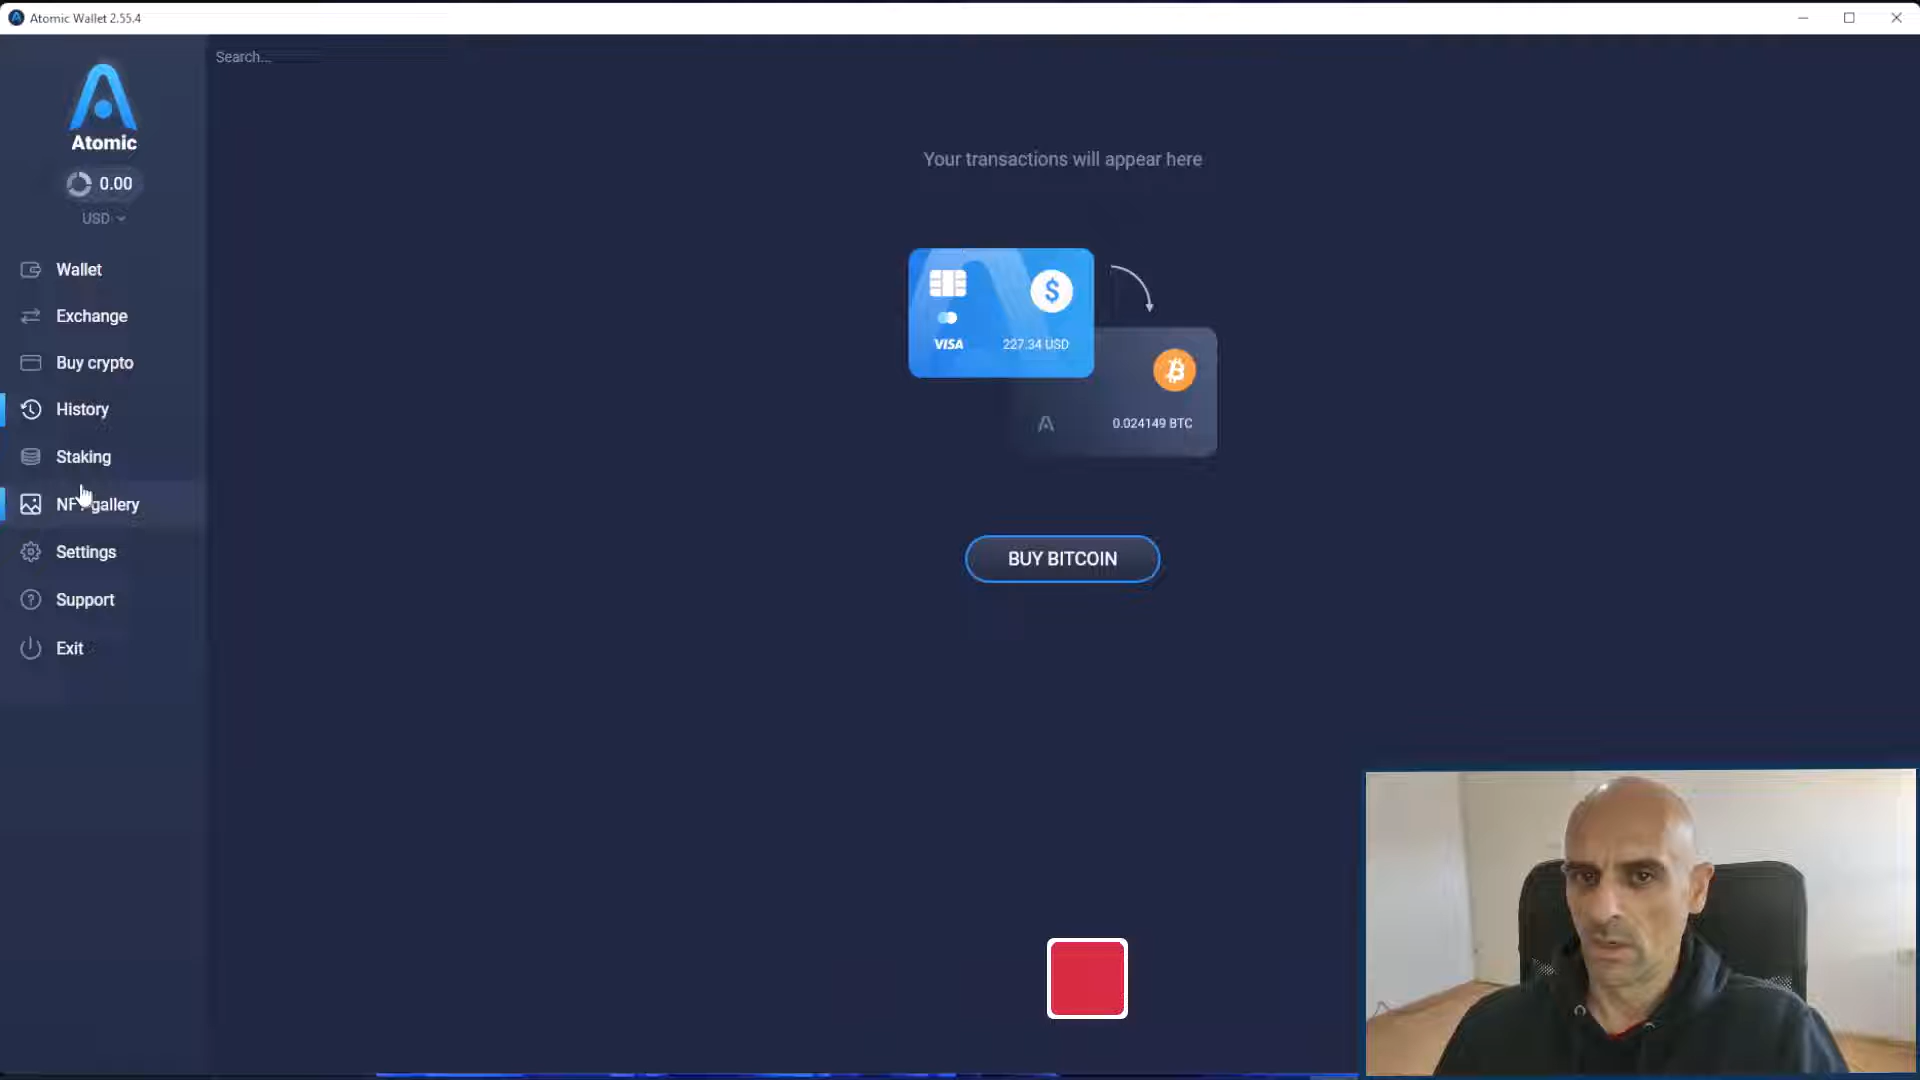 Atomic Wallet 2.55.4
Search...
Atomic
0.00
USD
Wallet
Exchange
Buy crypto
History
Staking
NFT gallery
Settings
Support
Exit
Your transactions will appear here
VISA
227.34 USD
0.024149 BTC
BUY BITCOIN